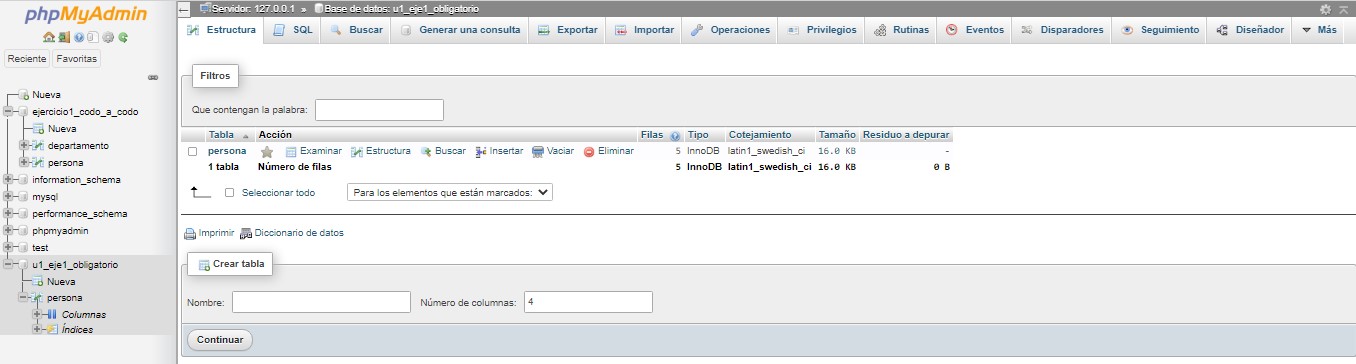 phpMyAdmin
Reciente Favoritas
Nueva
ejercicio1_codo_a_codo
Nueva
departamento
persona
information_schema
mysql
performance_schema
phpmyadmin
test
u1_eje1_obligatorio
Nueva
persona
Columnas
Índices
Servidor: 127.0.0.1 » Base de datos: u1_eje1_obligatorio
Estructura SQL Buscar Generar una consulta Exportar Importar Operaciones Privilegios Rutinas Eventos Disparadores Seguimiento Diseñador Más
Filtros
Que contengan la palabra:
Tabla Acción Filas Tipo Cotejamiento Tamaño Residuo a depurar
persona Examinar Estructura Buscar Insertar Vaciar Eliminar 5 InnoDB latin1_swedish_ci 16.0 KB -
1 tabla Número de filas 5 InnoDB latin1_swedish_ci 16.0 KB 0 B
Seleccionar todo Para los elementos que están marcados:
Imprimir Diccionario de datos
Crear tabla
Nombre: Número de columnas: 4
Continuar